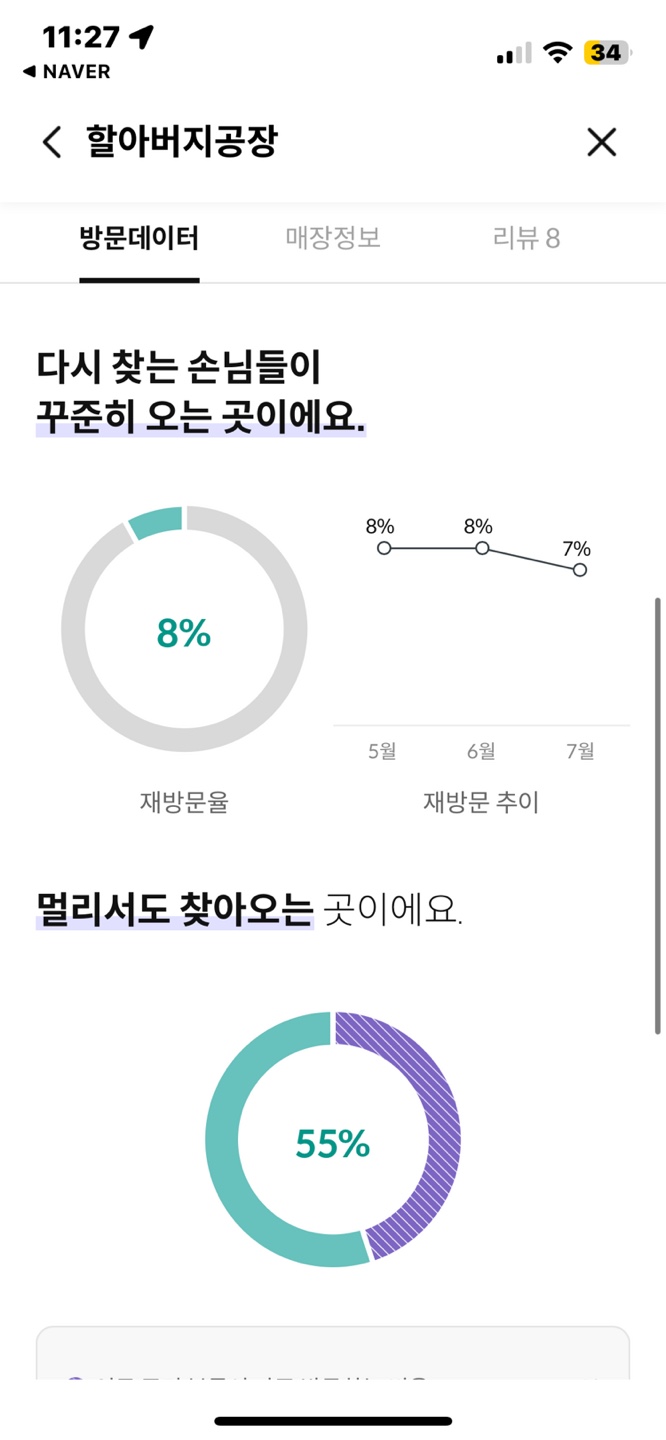 11:27
34
◀ NAVER
할아버지공장
방문데이터 매장정보 리뷰 8
다시 찾는 손님들이
꾸준히 오는 곳이에요.
8% 8% 7%
8%
5월 6월 7월
재방문율 재방문 추이
멀리서도 찾아오는 곳이에요.
55%